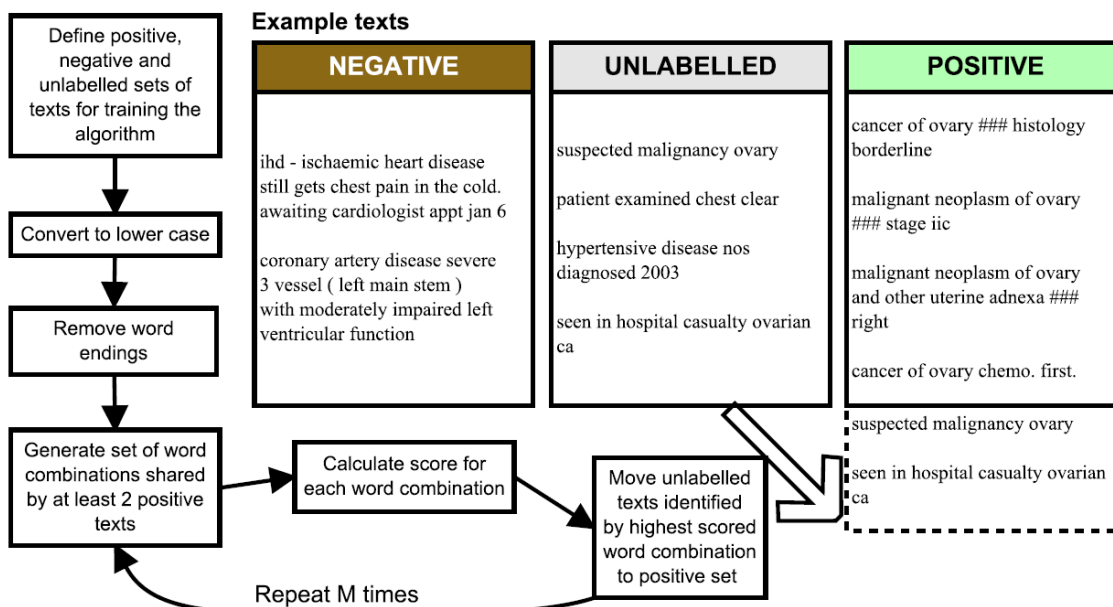 Define positive,
negative and
unlabelled sets of
texts for training the
algorithm
Convert to lower case
Remove word
endings
Generate set of word
combinations shared
by at least 2 positive
texts
Calculate score for
each word combination
Move unlabelled
texts identified
by highest scored
word combination
to positive set
Repeat M times
Example texts
NEGATIVE
ihd - ischaemic heart disease
still gets chest pain in the cold.
awaiting cardiologist appt jan 6
coronary artery disease severe
3 vessel ( left main stem )
with moderately impaired left
ventricular function
UNLABELLED
suspected malignancy ovary
patient examined chest clear
hypertensive disease nos
diagnosed 2003
seen in hospital casualty ovarian
ca
POSITIVE
cancer of ovary ### histology
borderline
malignant neoplasm of ovary
### stage iic
malignant neoplasm of ovary
and other uterine adnexa ###
right
cancer of ovary chemo. first.
suspected malignancy ovary
seen in hospital casualty ovarian
ca